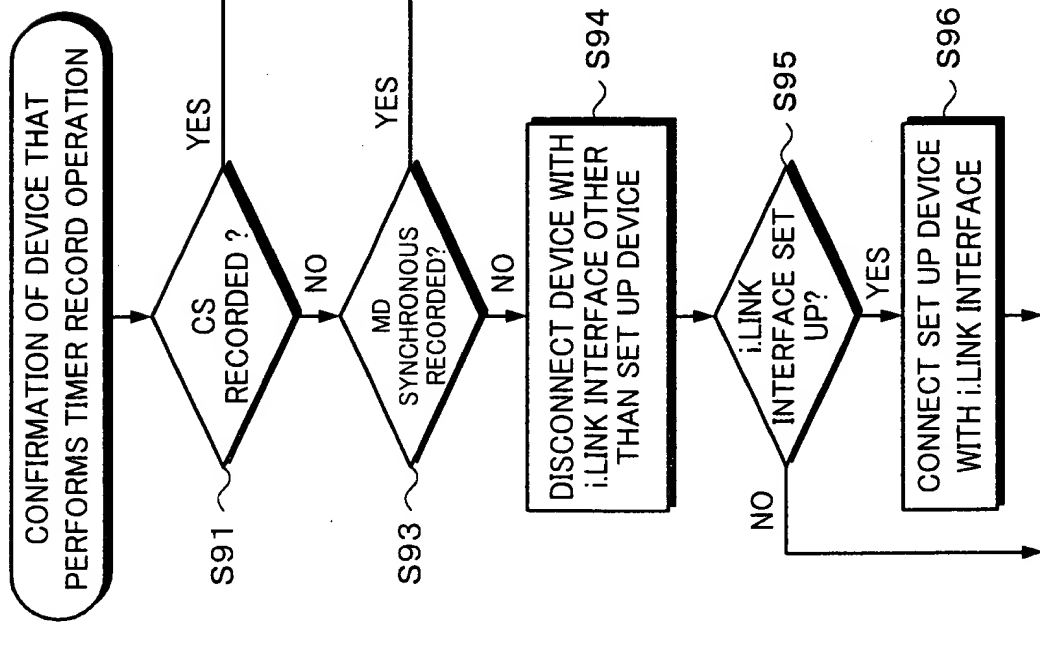 CONFIRMATION OF DEVICE THAT
PERFORMS TIMER RECORD OPERATION
S91
CS
RECORDED ?
YES
NO
S93
MD
SYNCHRONOUS
RECORDED?
YES
NO
DISCONNECT DEVICE WITH
i.LINK INTERFACE OTHER
THAN SET UP DEVICE
S94
i.LINK
INTERFACE SET
UP?
S95
NO
YES
CONNECT SET UP DEVICE
WITH i.LINK INTERFACE
S96